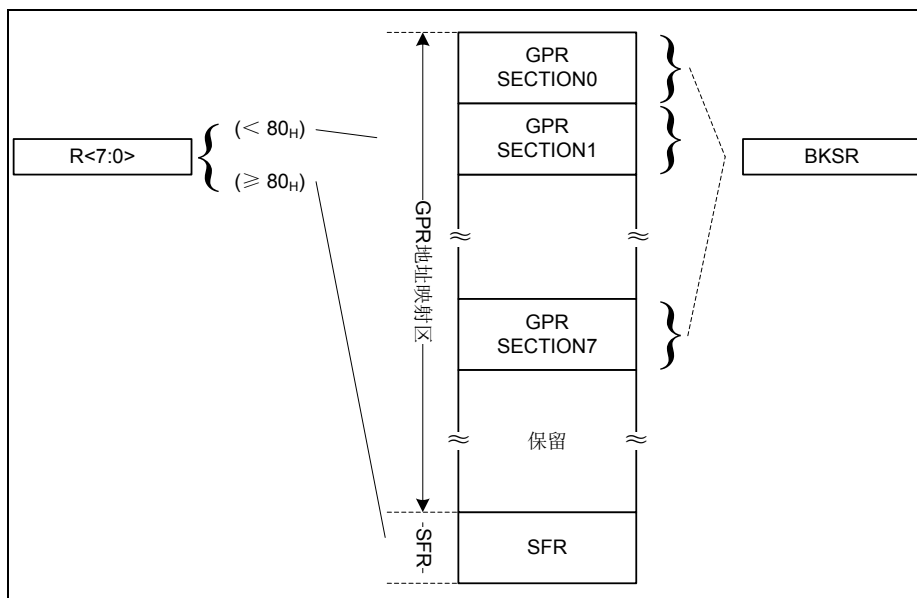 GPR
SECTION0
GPR
SECTION1
R<7:0>
(< 80H)
(≥ 80H)
BKSR
GPR地址映射区
GPR
SECTION7
保留
-SFR-
SFR